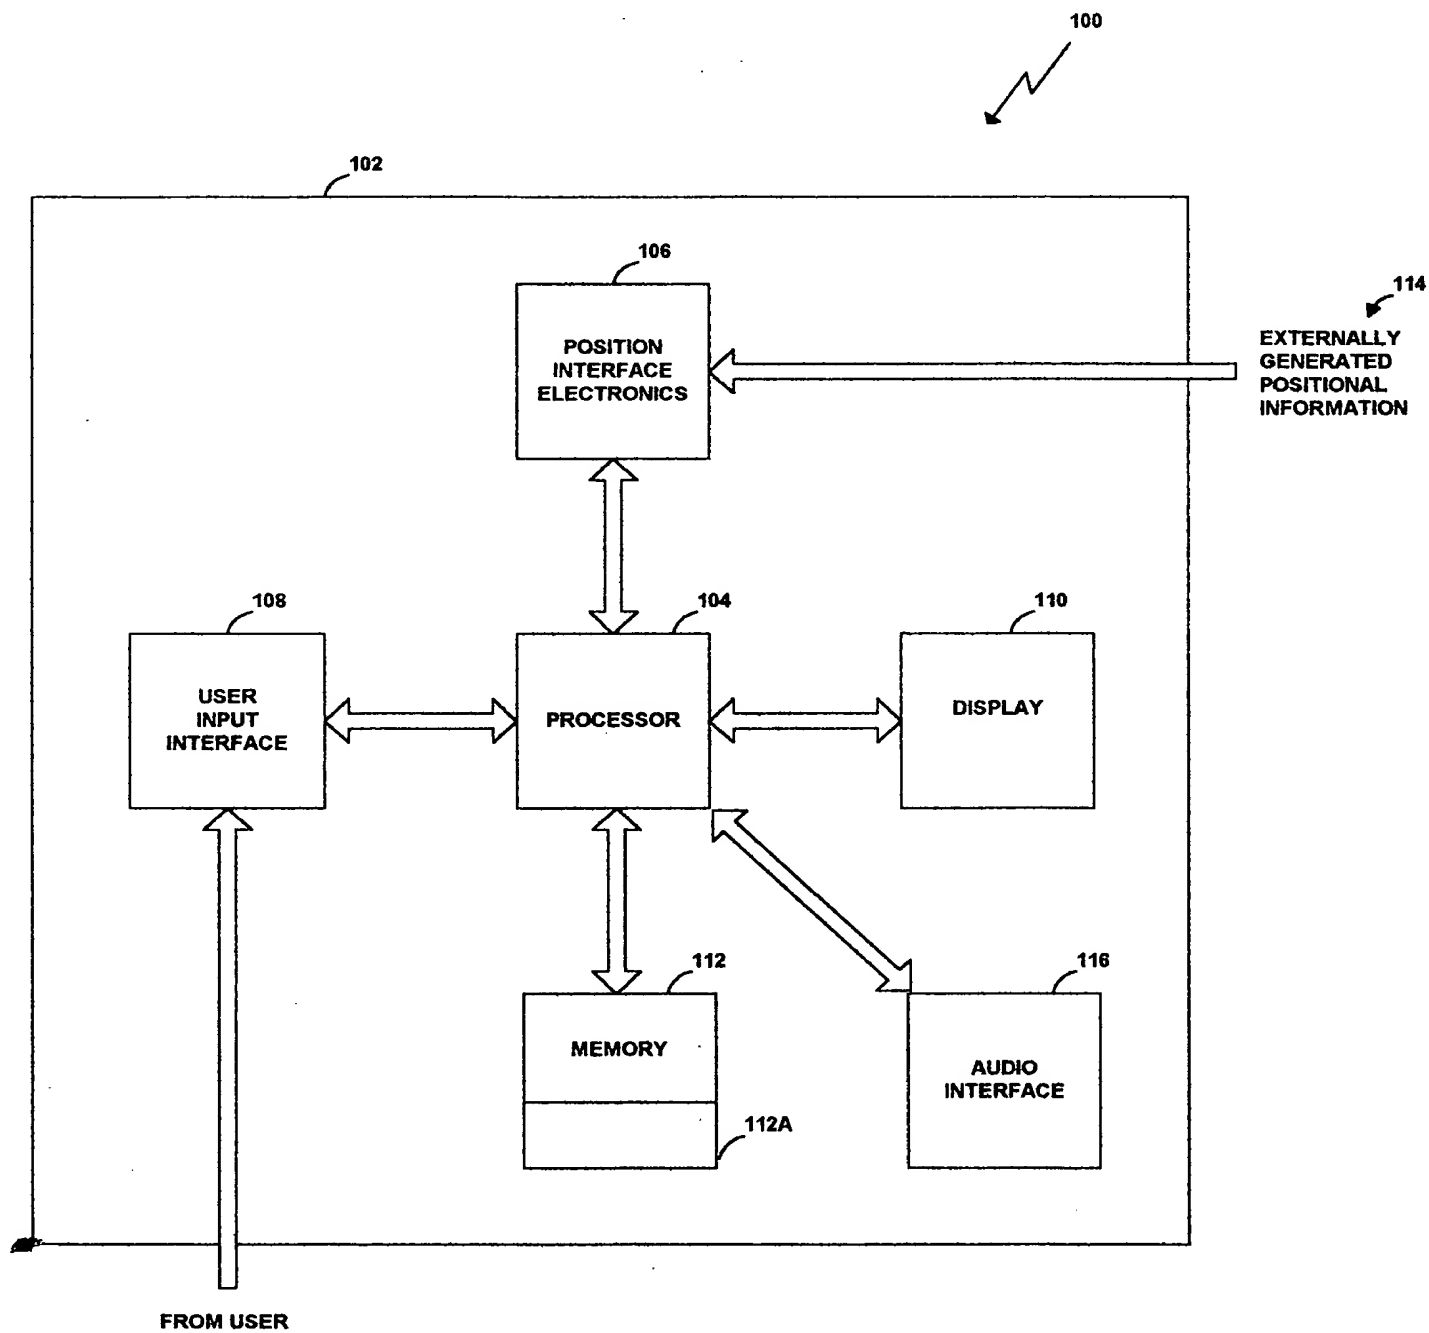 100
102
106
POSITION
INTERFACE
ELECTRONICS
114
EXTERNALLY
GENERATED
POSITIONAL
INFORMATION
108
USER
INPUT
INTERFACE
104
PROCESSOR
110
DISPLAY
112
MEMORY
112A
116
AUDIO
INTERFACE
FROM USER